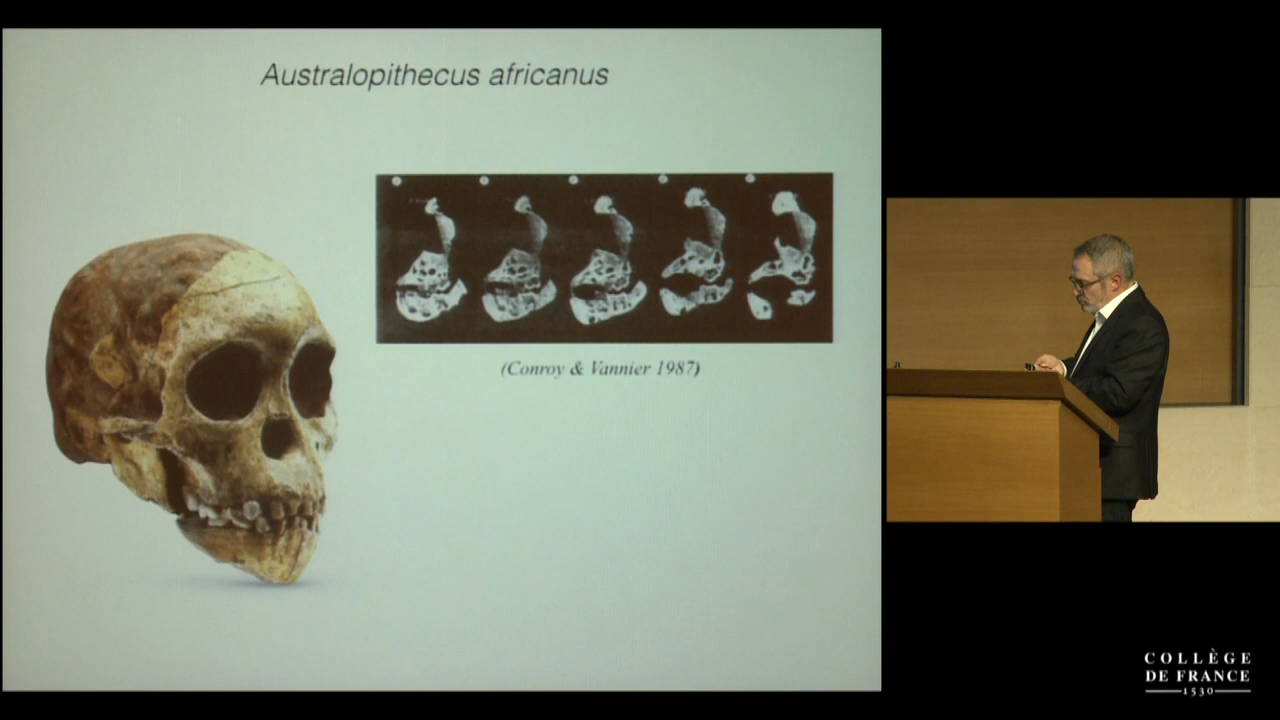 Australopithecus africanus
(Conroy & Vannier 1987)
COLLÈGE
DE FRANCE
1530